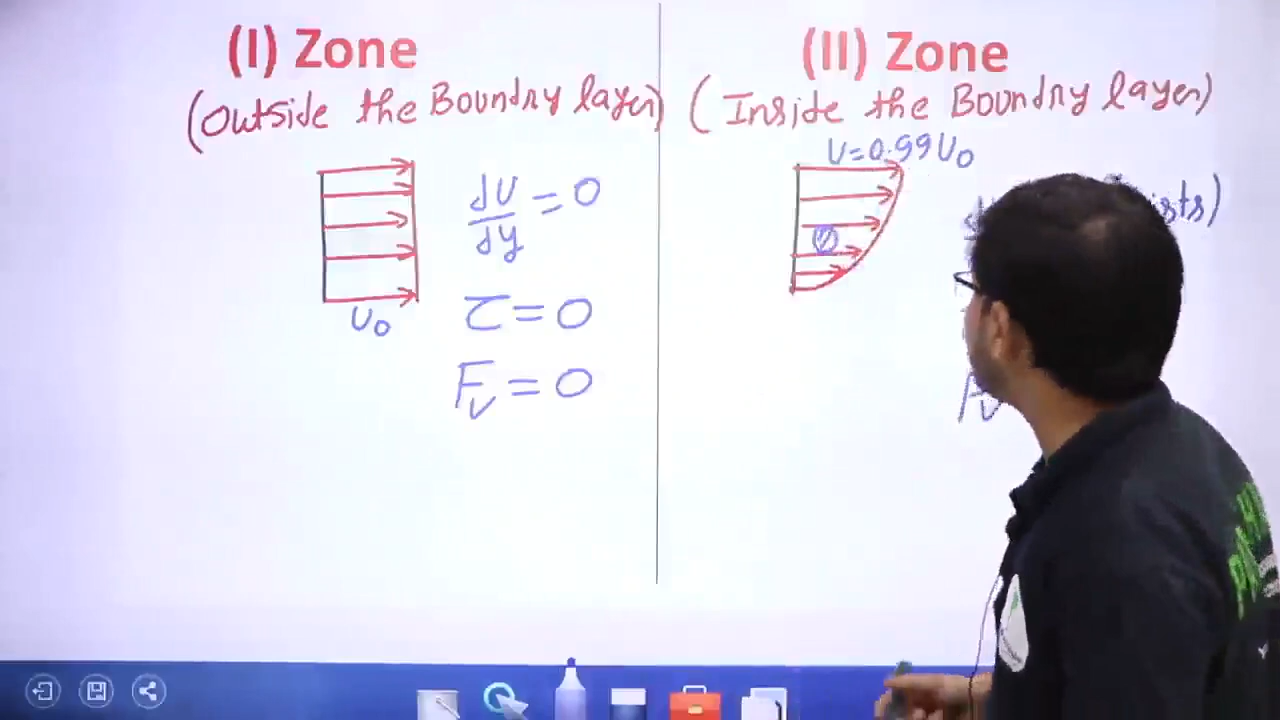 (I) Zone
(Outside the Boundry layer)
dU/dy = 0
U₀
τ = 0
Fᵥ = 0
(II) Zone
(Inside the Boundry layer)
U=0.99U₀
Fᵥ